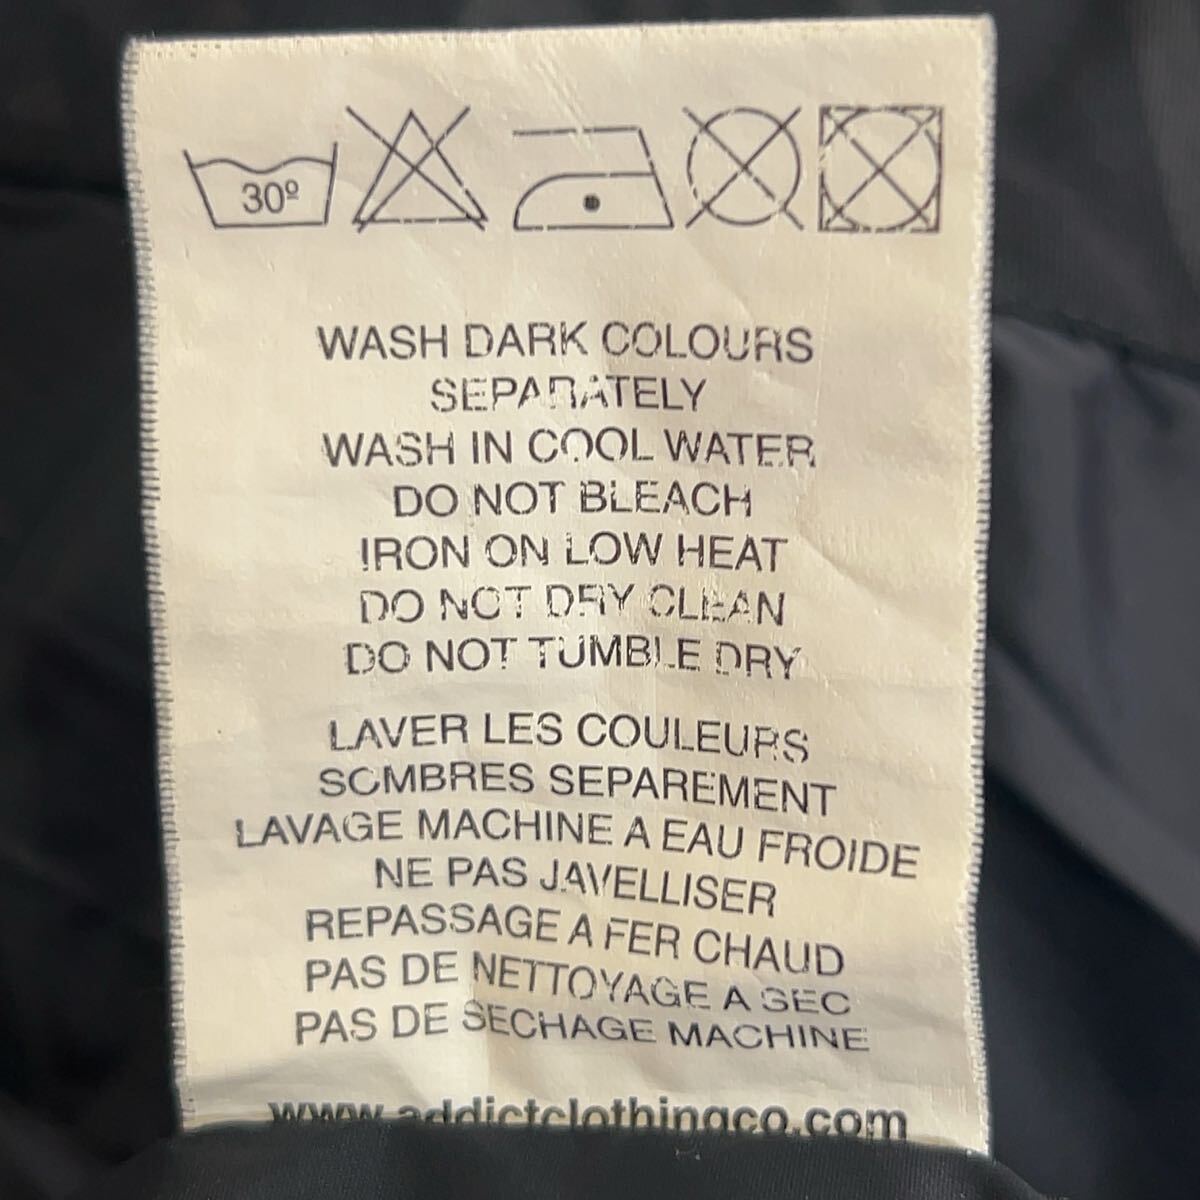 30º
WASH DARK COLOURS
SEPARATELY
WASH IN COOL WATER
DO NOT BLEACH
IRON ON LOW HEAT
DO NOT DRY CLEAN
DO NOT TUMBLE DRY
LAVER LES COULEURS
SOMBRES SEPAREMENT
LAVAGE MACHINE A EAU FROIDE
NE PAS JAVELLISER
REPASSAGE A FER CHAUD
PAS DE NETTOYAGE A SEC
PAS DE SECHAGE MACHINE
www.addictclothingco.com